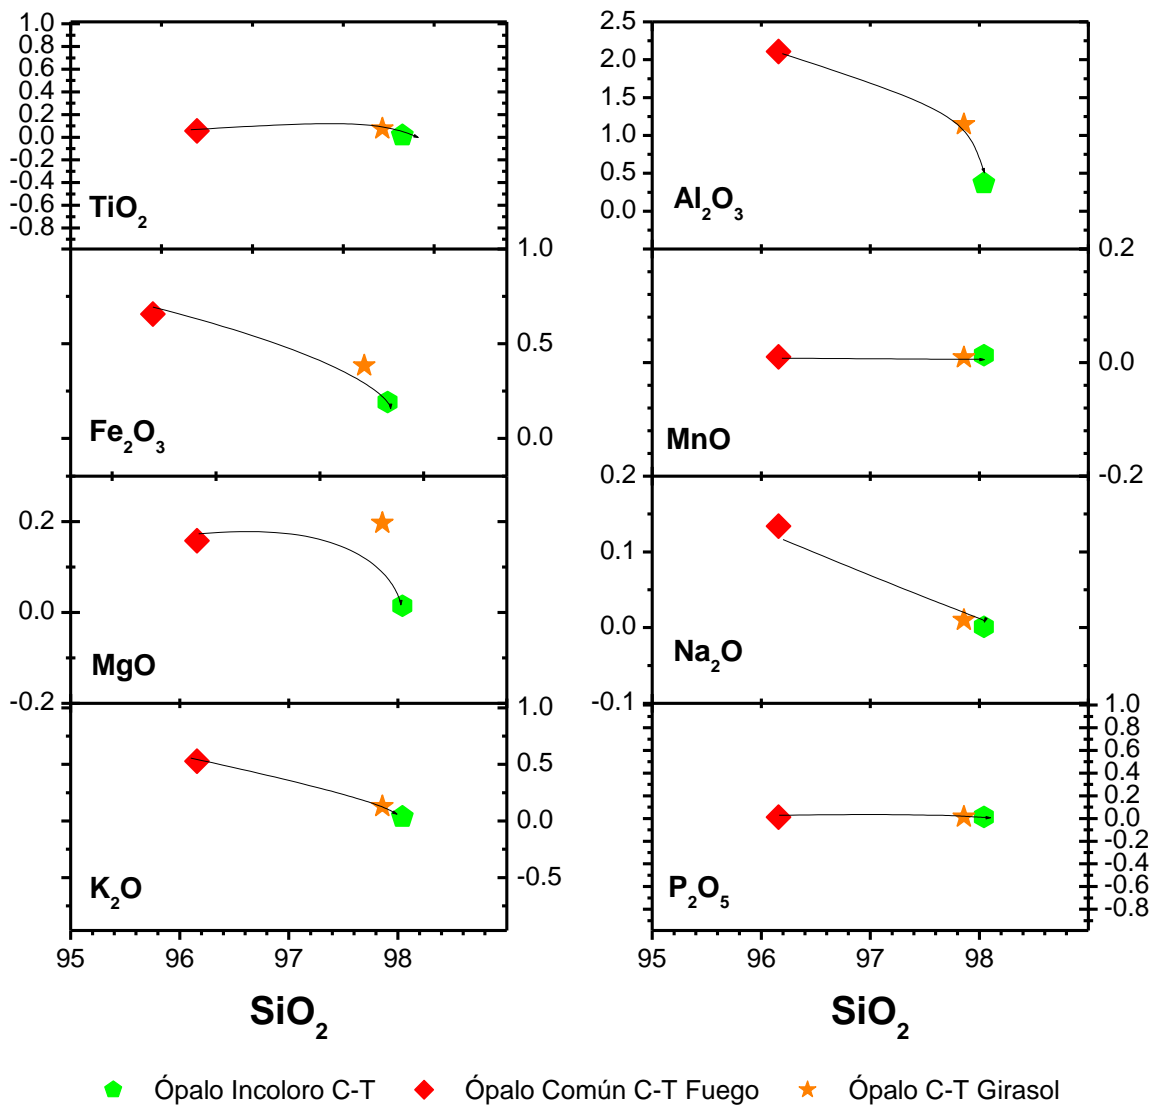 1.0
0.8
0.6
0.4
0.2
0.0
-0.2
-0.4
-0.6
-0.8
TiO₂
2.5
2.0
1.5
1.0
0.5
0.0
Al₂O₃
1.0
0.5
0.0
Fe₂O₃
0.2
0.0
-0.2
MnO
0.2
0.0
-0.2
MgO
0.2
0.1
0.0
-0.1
Na₂O
1.0
0.5
0.0
-0.5
K₂O
1.0
0.8
0.6
0.4
0.2
0.0
-0.2
-0.4
-0.6
-0.8
P₂O₅
95 96 97 98
95 96 97 98
SiO₂
SiO₂
Ópalo Incoloro C-T
Ópalo Común C-T Fuego
Ópalo C-T Girasol